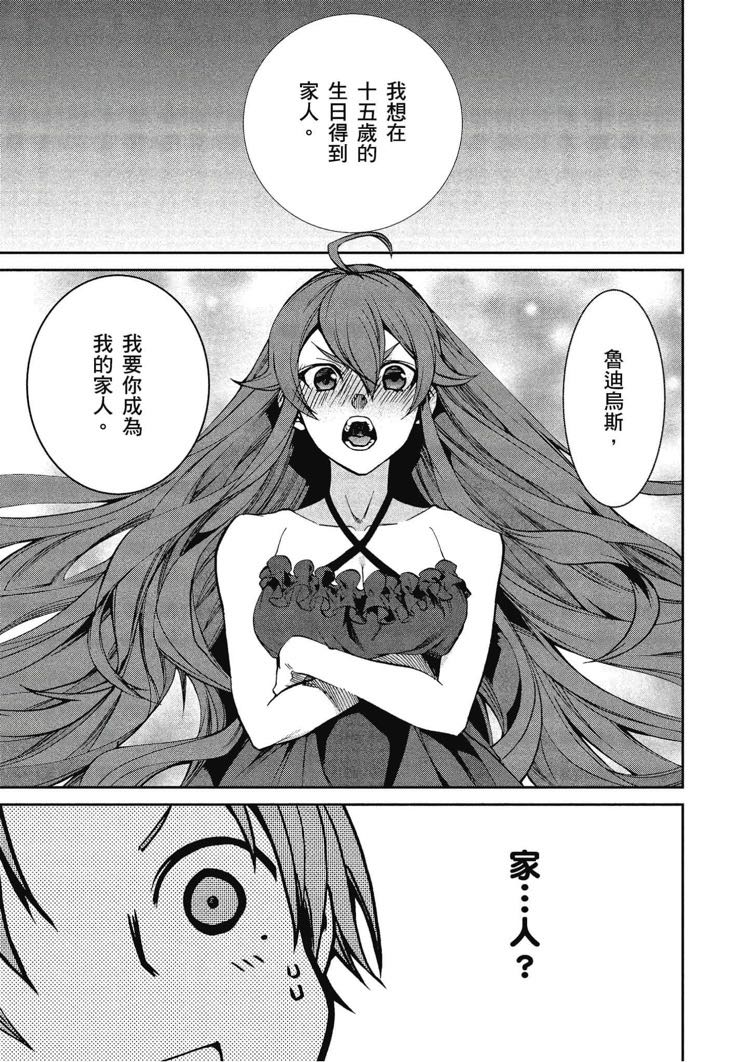 我想在
十五歲的
生日得到
家人。
魯迪烏斯，
我要你成為
我的家人。
家…人？